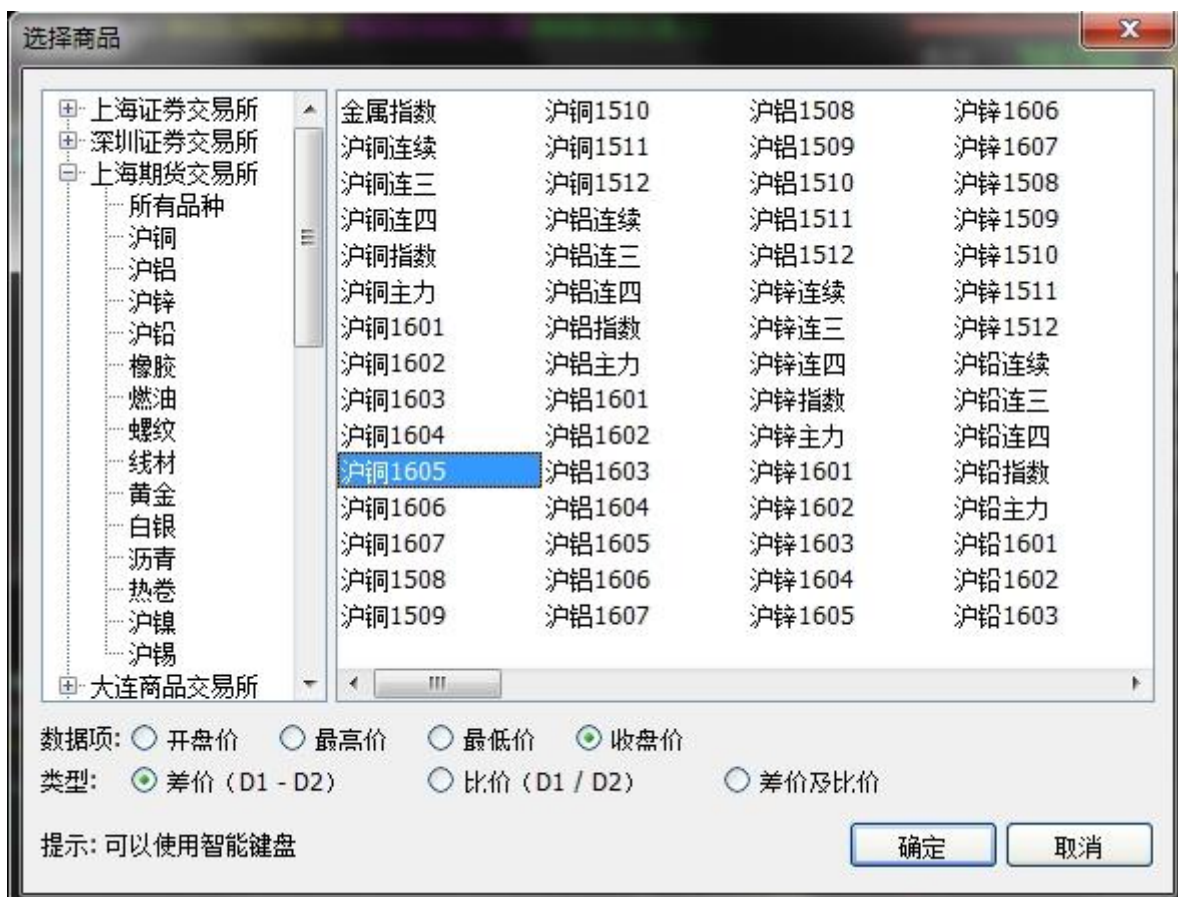 选择商品
上海证券交易所
深圳证券交易所
上海期货交易所
所有品种
沪铜
沪铝
沪锌
沪铅
橡胶
燃油
螺纹
线材
黄金
白银
沥青
热卷
沪镍
沪锡
大连商品交易所
金属指数 沪铜1510 沪铝1508 沪锌1606
沪铜连续 沪铜1511 沪铝1509 沪锌1607
沪铜连三 沪铜1512 沪铝1510 沪锌1508
沪铜连四 沪铝连续 沪铝1511 沪锌1509
沪铜指数 沪铝连三 沪铝1512 沪锌1510
沪铜主力 沪铝连四 沪锌连续 沪锌1511
沪铜1601 沪铝指数 沪锌连三 沪锌1512
沪铜1602 沪铝主力 沪锌连四 沪铅连续
沪铜1603 沪铝1601 沪锌指数 沪铅连三
沪铜1604 沪铝1602 沪锌主力 沪铅连四
沪铜1605 沪铝1603 沪锌1601 沪铅指数
沪铜1606 沪铝1604 沪锌1602 沪铅主力
沪铜1607 沪铝1605 沪锌1603 沪铅1601
沪铜1508 沪铝1606 沪锌1604 沪铅1602
沪铜1509 沪铝1607 沪锌1605 沪铅1603
数据项: 开盘价 最高价 最低价 收盘价
类型: 差价（D1 - D2） 比价（D1 / D2） 差价及比价
提示: 可以使用智能键盘 确定 取消